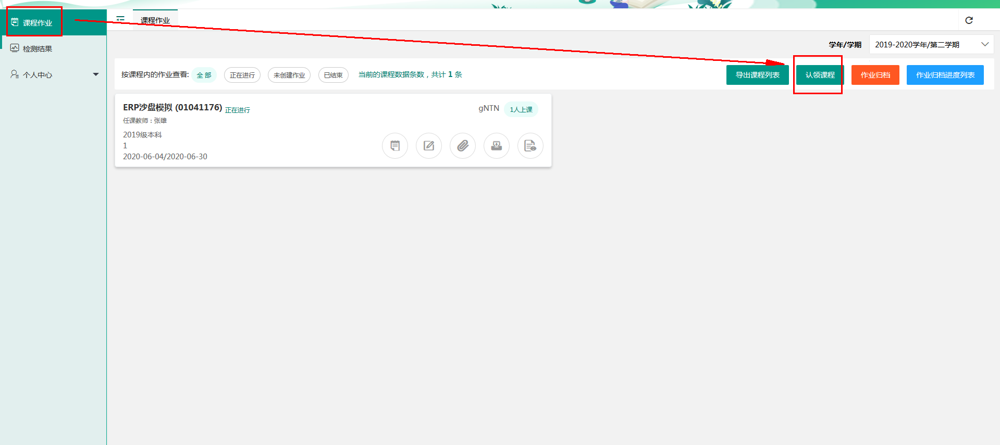 课程作业
检测结果
个人中心
课程作业
学年/学期 2019-2020学年/第二学期
按课程内的作业查看: 全 部 正在进行 未创建作业 已结束 当前的课程数据条数，共计 1 条 导出课程列表 认领课程 作业归档 作业归档进度列表
ERP沙盘模拟 (01041176) 正在进行 gNTN 1人上课
任课教师：张雄
2019级本科
1
2020-06-04/2020-06-30